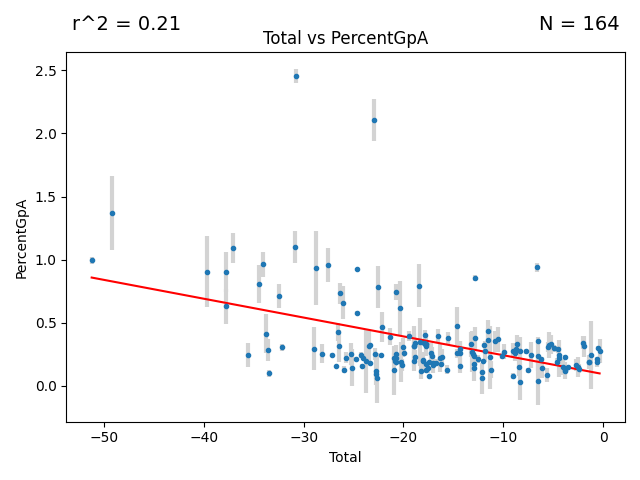 r^2 = 0.21
N = 164
Total vs PercentGpA
2.5
2.0
1.5
1.0
0.5
0.0
PercentGpA
−50
−40
−30
−20
−10
0
Total